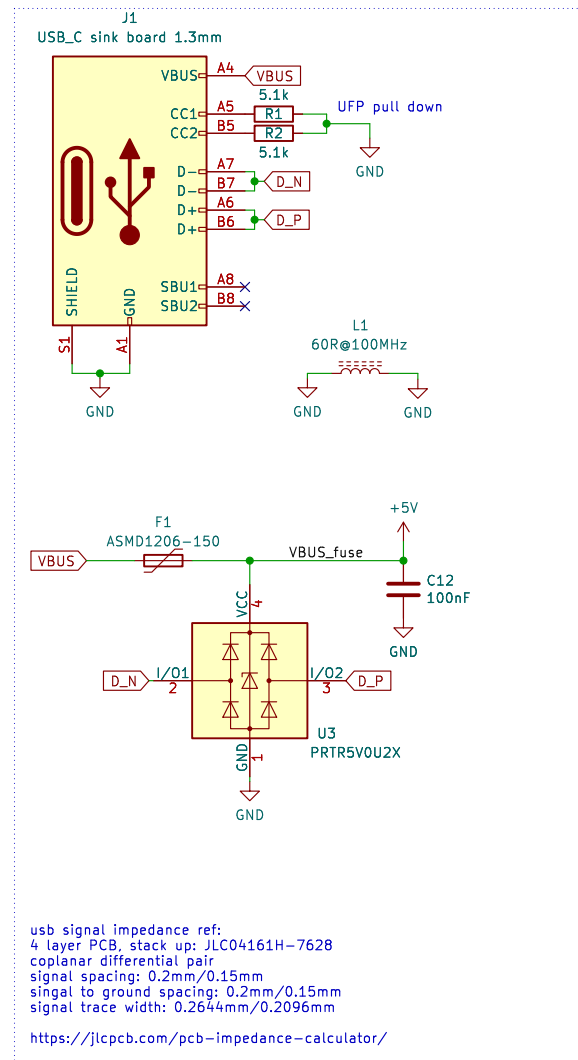 J1
USB_C sink board 1.3mm
VBUS A4 VBUS
5.1k
CC1 A5 R1 UFP pull down
CC2 B5 R2
5.1k
GND
D- A7
D- B7 D_N
D+ A6
D+ B6 D_P
SBU1 A8
SBU2 B8
SHIELD GND
S1 A1
GND
L1
60R@100MHz
GND GND
+5V
F1
ASMD1206-150
VBUS VBUS_fuse
C12
100nF
GND
VCC 4
D_N I/O1 2
I/O2 3 D_P
U3
PRTR5V0U2X
GND 1
GND
usb signal impedance ref:
4 layer PCB, stack up: JLC04161H-7628
coplanar differential pair
signal spacing: 0.2mm/0.15mm
singal to ground spacing: 0.2mm/0.15mm
signal trace width: 0.2644mm/0.2096mm
https://jlcpcb.com/pcb-impedance-calculator/